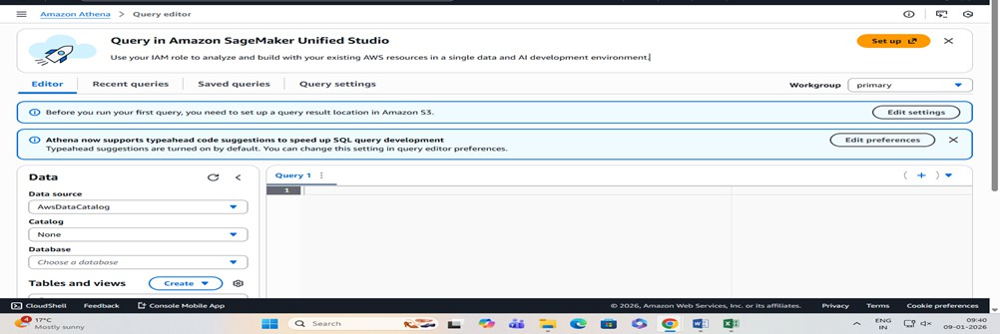 Amazon Athena > Query editor
Query in Amazon SageMaker Unified Studio
Set up
Use your IAM role to analyze and build with your existing AWS resources in a single data and AI development environment.
Editor Recent queries Saved queries Query settings Workgroup primary
Before you run your first query, you need to set up a query result location in Amazon S3. Edit settings
Athena now supports typeahead code suggestions to speed up SQL query development Edit preferences
Typeahead suggestions are turned on by default. You can change this setting in query editor preferences.
Data
Query 1
Data source
1
AwsDataCatalog
Catalog
None
Database
Choose a database
Tables and views Create
CloudShell Feedback Console Mobile App © 2026, Amazon Web Services, Inc. or its affiliates. Privacy Terms Cookie preferences
4
17°C
Mostly sunny
Search
ENG
IN
09:40
09-01-2026